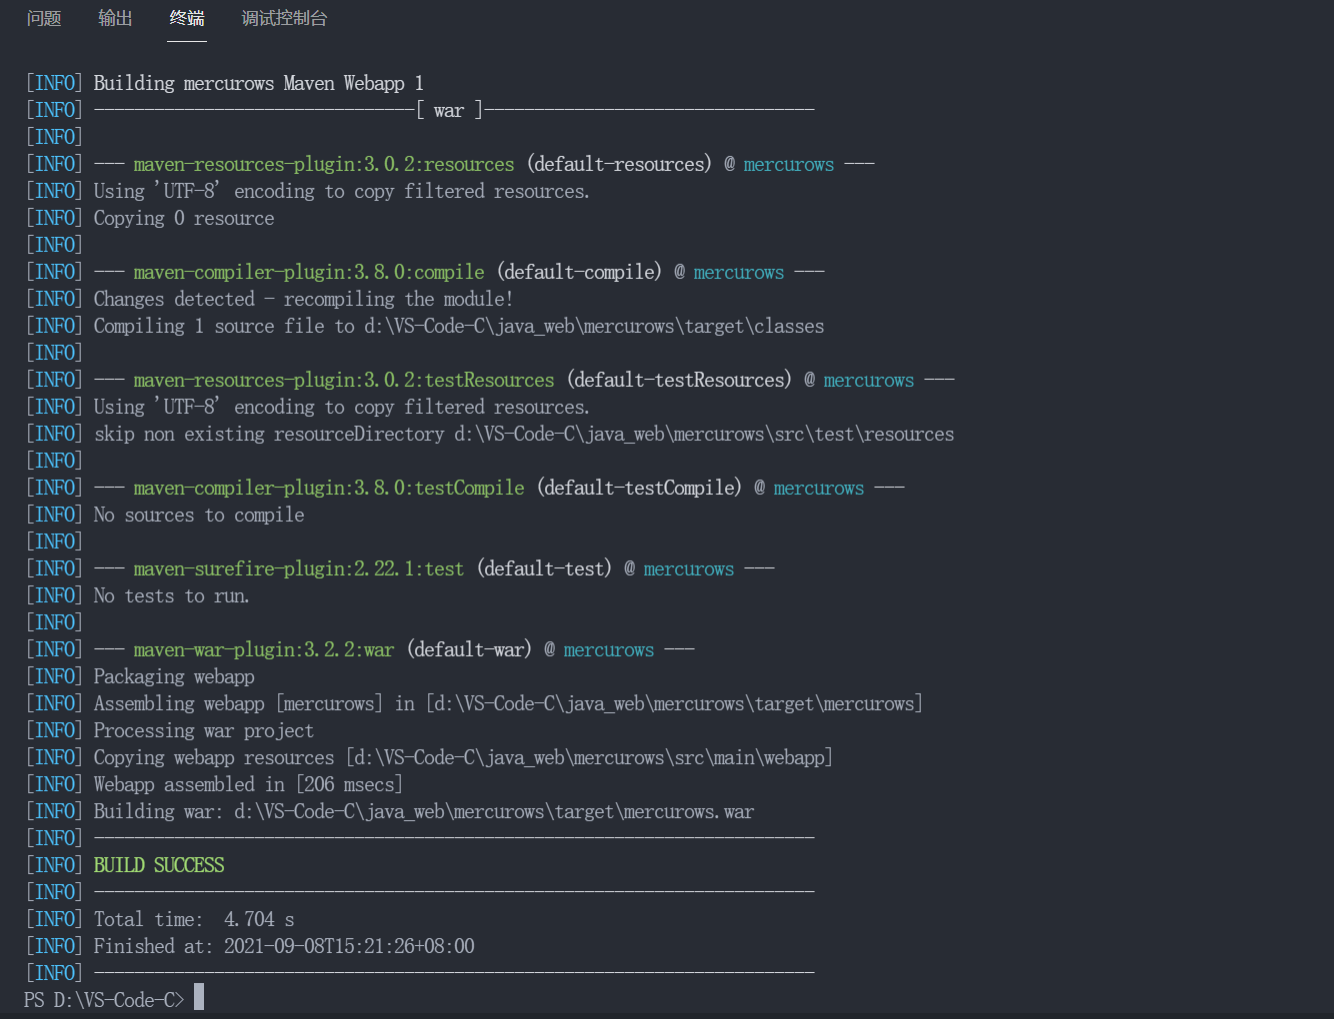 问题 输出 终端 调试控制台
[INFO] Building mercurows Maven Webapp 1
[INFO] --------------------------------[ war ]---------------------------------
[INFO]
[INFO] --- maven-resources-plugin:3.0.2:resources (default-resources) @ mercurows ---
[INFO] Using 'UTF-8' encoding to copy filtered resources.
[INFO] Copying 0 resource
[INFO]
[INFO] --- maven-compiler-plugin:3.8.0:compile (default-compile) @ mercurows ---
[INFO] Changes detected - recompiling the module!
[INFO] Compiling 1 source file to d:\VS-Code-C\java_web\mercurows\target\classes
[INFO]
[INFO] --- maven-resources-plugin:3.0.2:testResources (default-testResources) @ mercurows ---
[INFO] Using 'UTF-8' encoding to copy filtered resources.
[INFO] skip non existing resourceDirectory d:\VS-Code-C\java_web\mercurows\src\test\resources
[INFO]
[INFO] --- maven-compiler-plugin:3.8.0:testCompile (default-testCompile) @ mercurows ---
[INFO] No sources to compile
[INFO]
[INFO] --- maven-surefire-plugin:2.22.1:test (default-test) @ mercurows ---
[INFO] No tests to run.
[INFO]
[INFO] --- maven-war-plugin:3.2.2:war (default-war) @ mercurows ---
[INFO] Packaging webapp
[INFO] Assembling webapp [mercurows] in [d:\VS-Code-C\java_web\mercurows\target\mercurows]
[INFO] Processing war project
[INFO] Copying webapp resources [d:\VS-Code-C\java_web\mercurows\src\main\webapp]
[INFO] Webapp assembled in [206 msecs]
[INFO] Building war: d:\VS-Code-C\java_web\mercurows\target\mercurows.war
[INFO] ------------------------------------------------------------------------
[INFO] BUILD SUCCESS
[INFO] ------------------------------------------------------------------------
[INFO] Total time:  4.704 s
[INFO] Finished at: 2021-09-08T15:21:26+08:00
[INFO] ------------------------------------------------------------------------
PS D:\VS-Code-C>